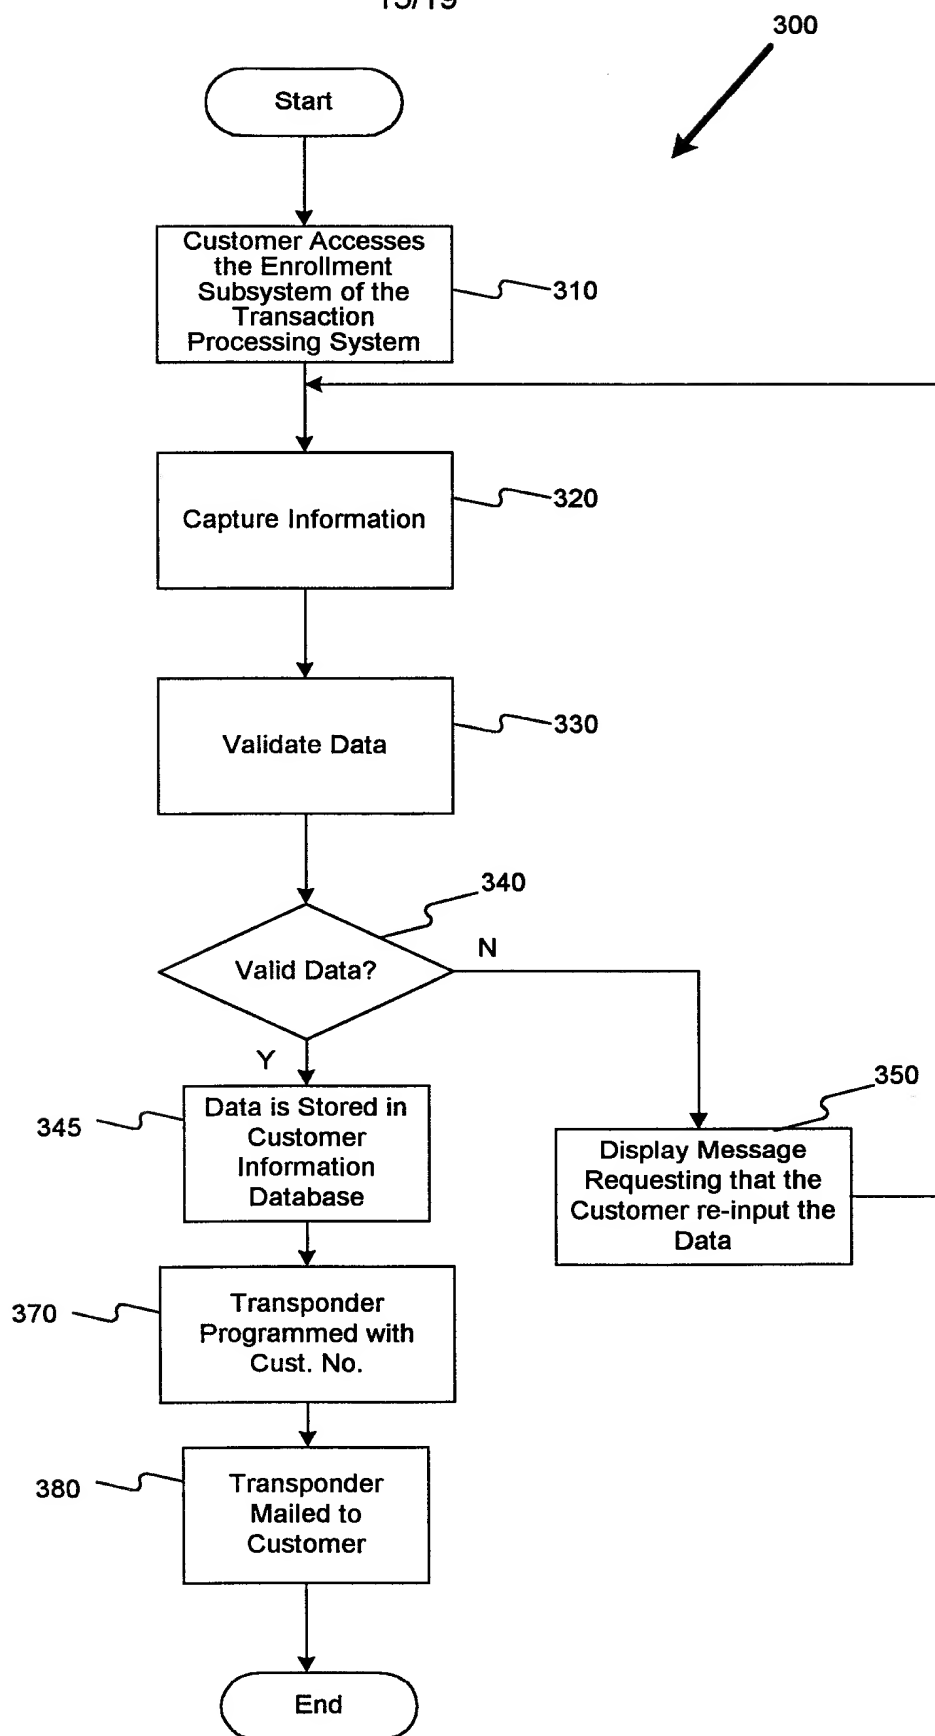 15/19
300
Start
Customer Accesses
the Enrollment
Subsystem of the
Transaction
Processing System
310
Capture Information
320
Validate Data
330
340
Valid Data?
N
Y
345
Data is Stored in
Customer
Information
Database
350
Display Message
Requesting that the
Customer re-input the
Data
370
Transponder
Programmed with
Cust. No.
380
Transponder
Mailed to
Customer
End